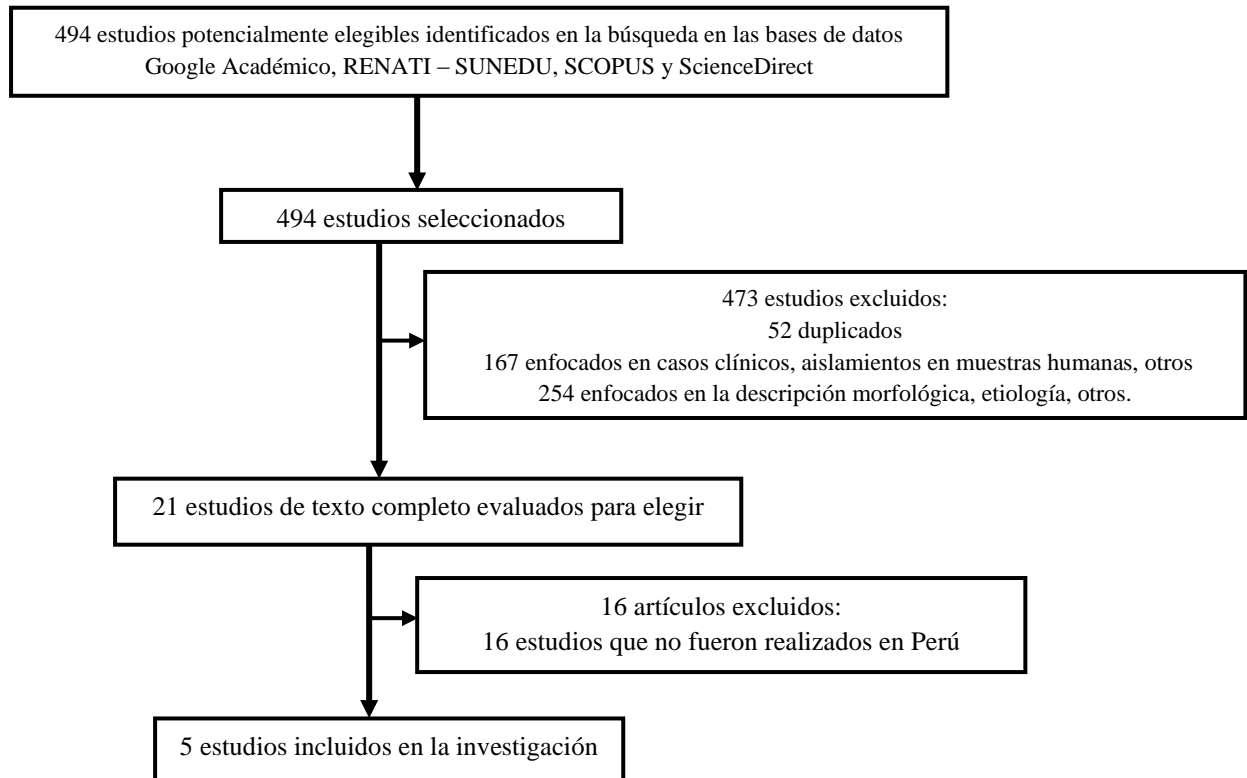 494 estudios potencialmente elegibles identificados en la búsqueda en las bases de datos
Google Académico, RENATI – SUNEDU, SCOPUS y ScienceDirect
494 estudios seleccionados
473 estudios excluidos:
52 duplicados
167 enfocados en casos clínicos, aislamientos en muestras humanas, otros
254 enfocados en la descripción morfológica, etiología, otros.
21 estudios de texto completo evaluados para elegir
16 artículos excluidos:
16 estudios que no fueron realizados en Perú
5 estudios incluidos en la investigación